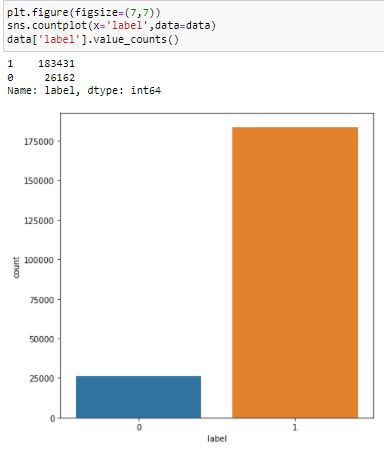 plt.figure(figsize=(7,7))
sns.countplot(x='label',data=data)
data['label'].value_counts()
1    183431
0     26162
Name: label, dtype: int64
175000
150000
125000
100000
75000
50000
25000
0
count
0 1
label